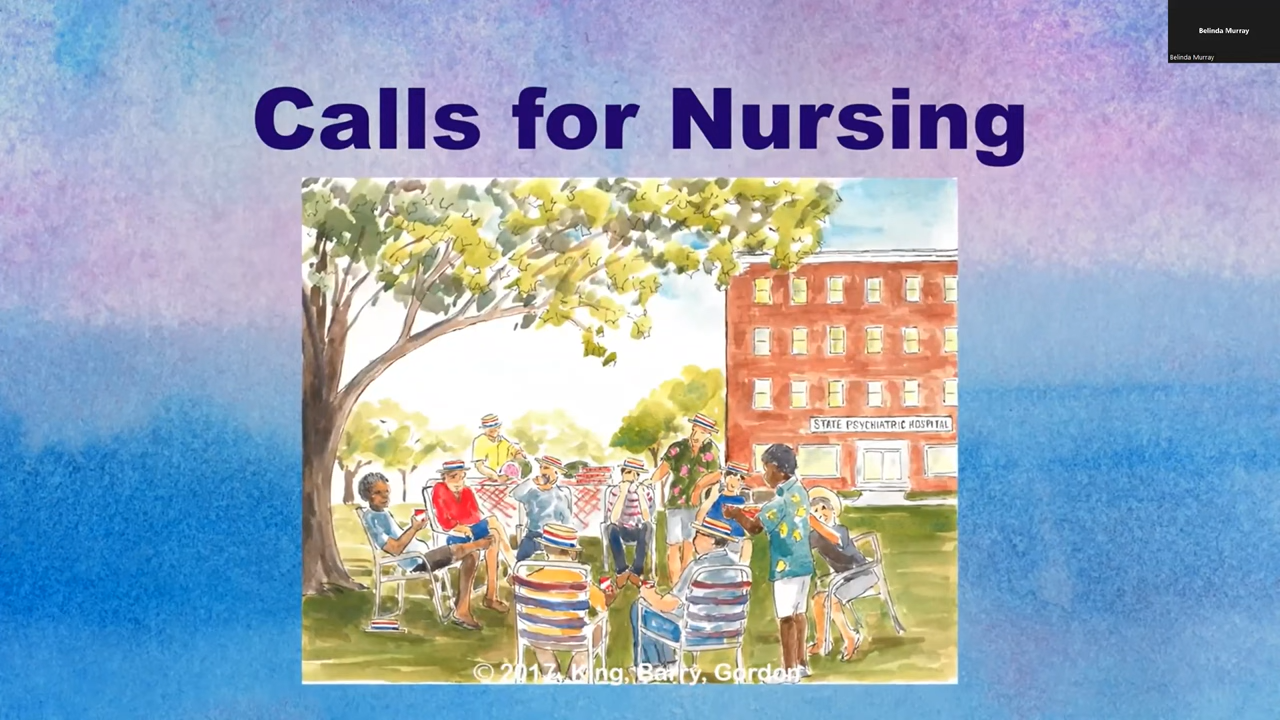 Belinda Murray
Belinda Murray
Calls for Nursing
STATE PSYCHIATRIC HOSPITAL
© 2017, King, Barry, Gordon